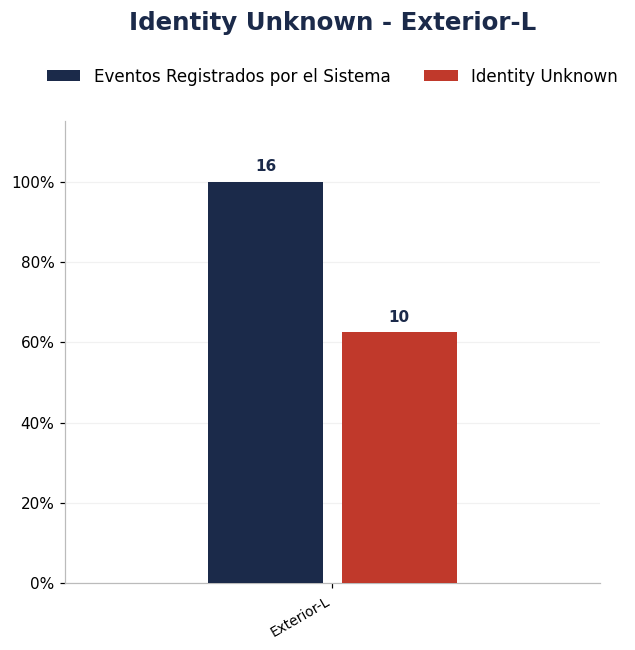 Identity Unknown - Exterior-L
Eventos Registrados por el Sistema
Identity Unknown
16
100%
80%
10
60%
40%
20%
0%
Exterior-L